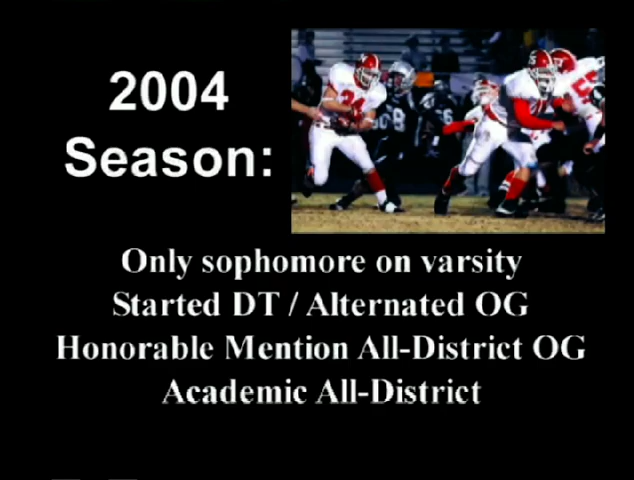 2004
Season:
Only sophomore on varsity
Started DT / Alternated OG
Honorable Mention All-District OG
Academic All-District